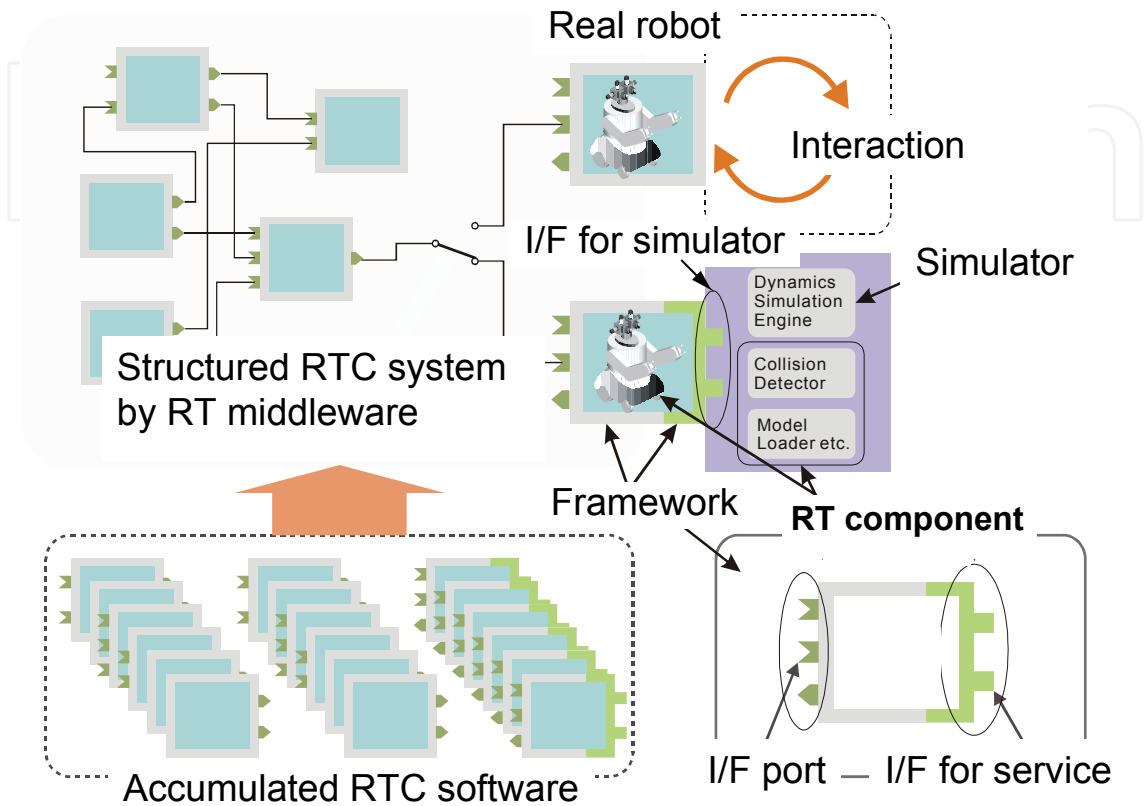 Real robot
Interaction
I/F for simulator
Simulator
Dynamics
Simulation
Engine
Collision
Detector
Model
Loader etc.
Structured RTC system
by RT middleware
Framework
RT component
I/F port
I/F for service
Accumulated RTC software